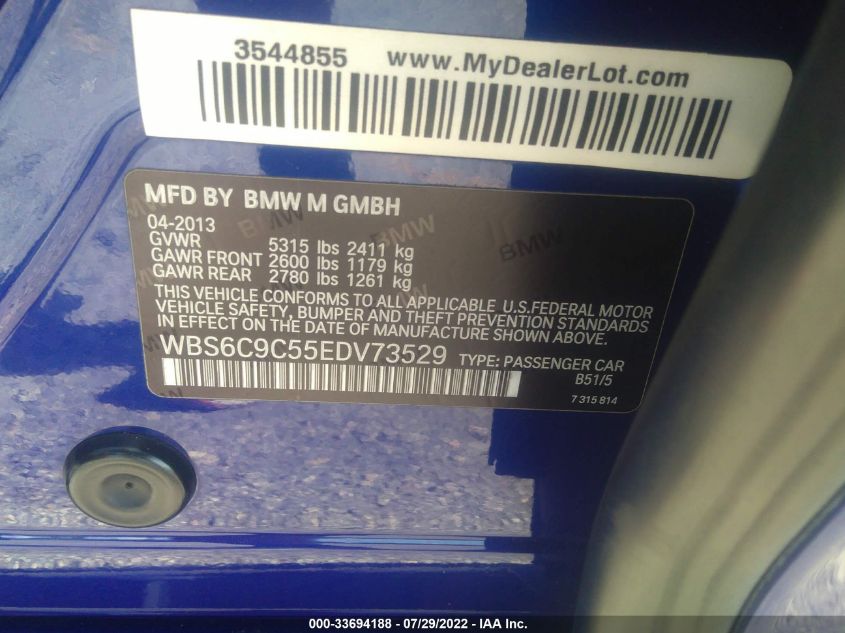 3544855 www.MyDealerLot.com
MFD BY BMW M GMBH
04-2013
GVWR 5315 lbs 2411 kg
GAWR FRONT 2600 lbs 1179 kg
GAWR REAR 2780 lbs 1261 kg
THIS VEHICLE CONFORMS TO ALL APPLICABLE U.S.FEDERAL MOTOR
VEHICLE SAFETY, BUMPER AND THEFT PREVENTION STANDARDS
IN EFFECT ON THE DATE OF MANUFACTURE SHOWN ABOVE.
WBS6C9C55EDV73529 TYPE: PASSENGER CAR
B51/5
7 315 814
BMW
BMW
BMW
000-33694188 - 07/29/2022 - IAA Inc.